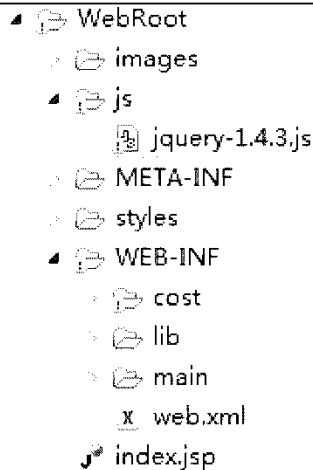 WebRoot
images
js
jquery-1.4.3.js
META-INF
styles
WEB-INF
cost
lib
main
web.xml
index.jsp